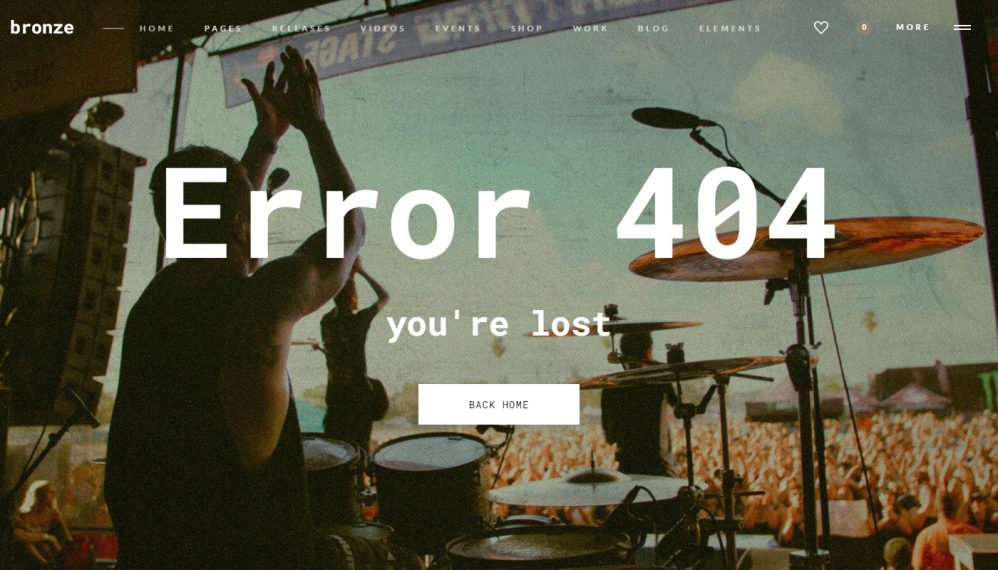 bronze
HOME PAGES RELEASES VIDEOS EVENTS SHOP WORK BLOG ELEMENTS 0 MORE
Error 404
you're lost
BACK HOME